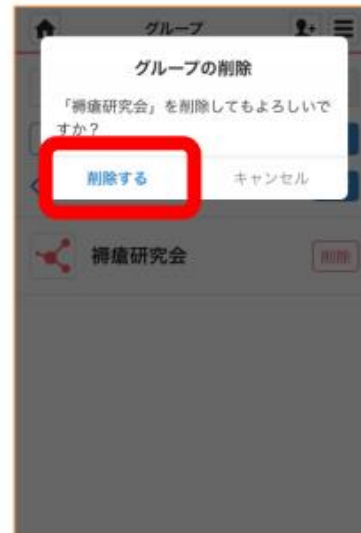 グループ
グループの削除
「褥瘡研究会」を削除してもよろしいで
すか？
削除する
キャンセル
褥瘡研究会
削除